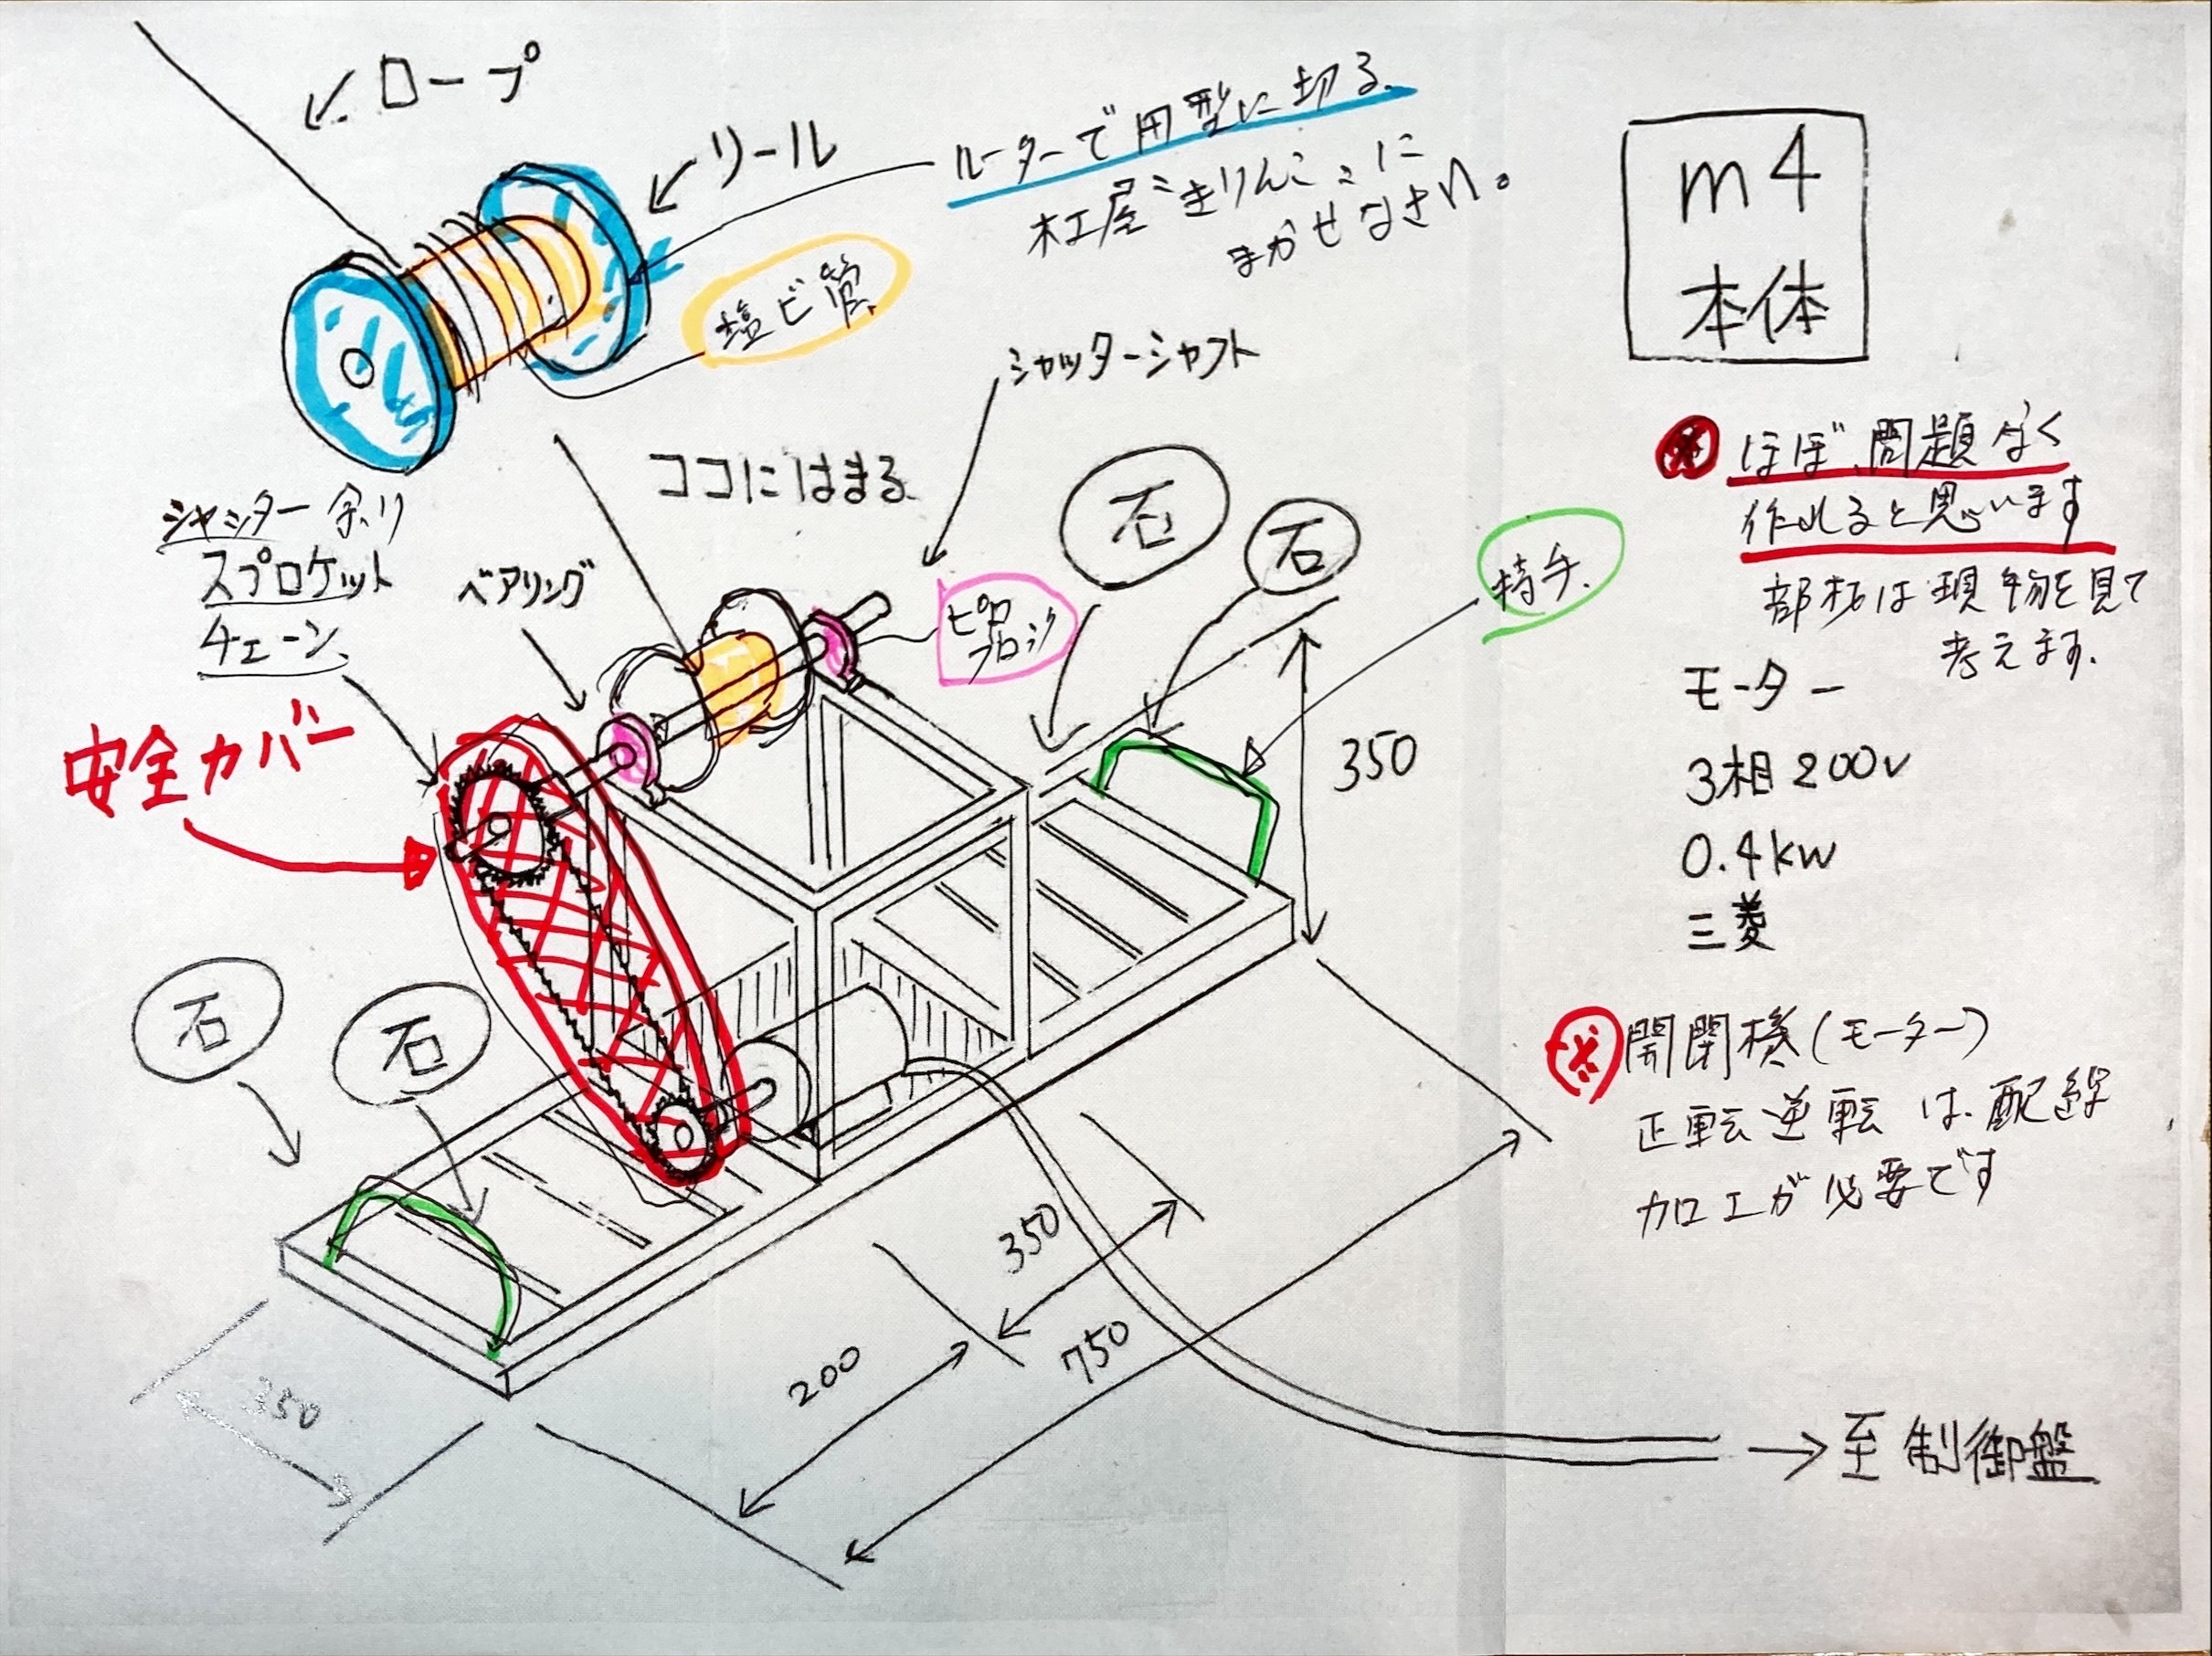 ロープ
リール
ルーターで円型に切る。
木工屋"きりんこ"に
まかせなさい。
塩ビ管
m4
本体
シャッターシャフト
ココにはまる
石
石
持手
シャッター余り
スプロケット
チェーン
ベアリング
ピロ
ブロック
安全カバー
※ ほぼ問題なく
作れると思います
部材は現物を見て
考えます。
モーター
3相200v
0.4kw
三菱
350
石
石
※ 開閉機(モーター)
正転逆転は配線
加工が必要です
350
750
200
350
→至制御盤